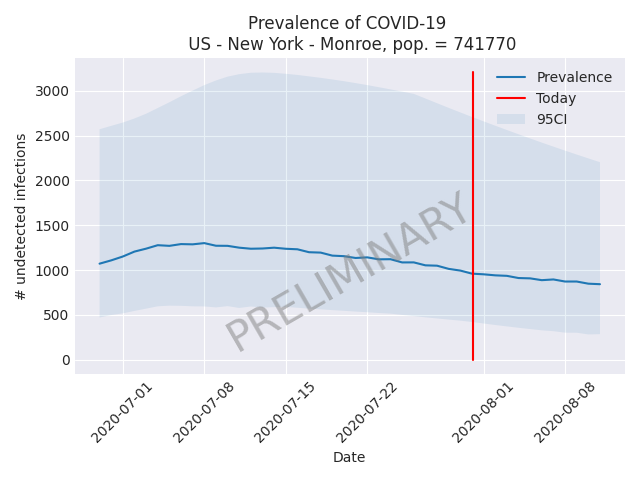 Prevalence of COVID-19
US - New York - Monroe, pop. = 741770
# undetected infections
3000
2500
2000
1500
1000
500
0
Prevalence
Today
95CI
PRELIMINARY
2020-07-01
2020-07-08
2020-07-15
2020-07-22
2020-08-01
2020-08-08
Date